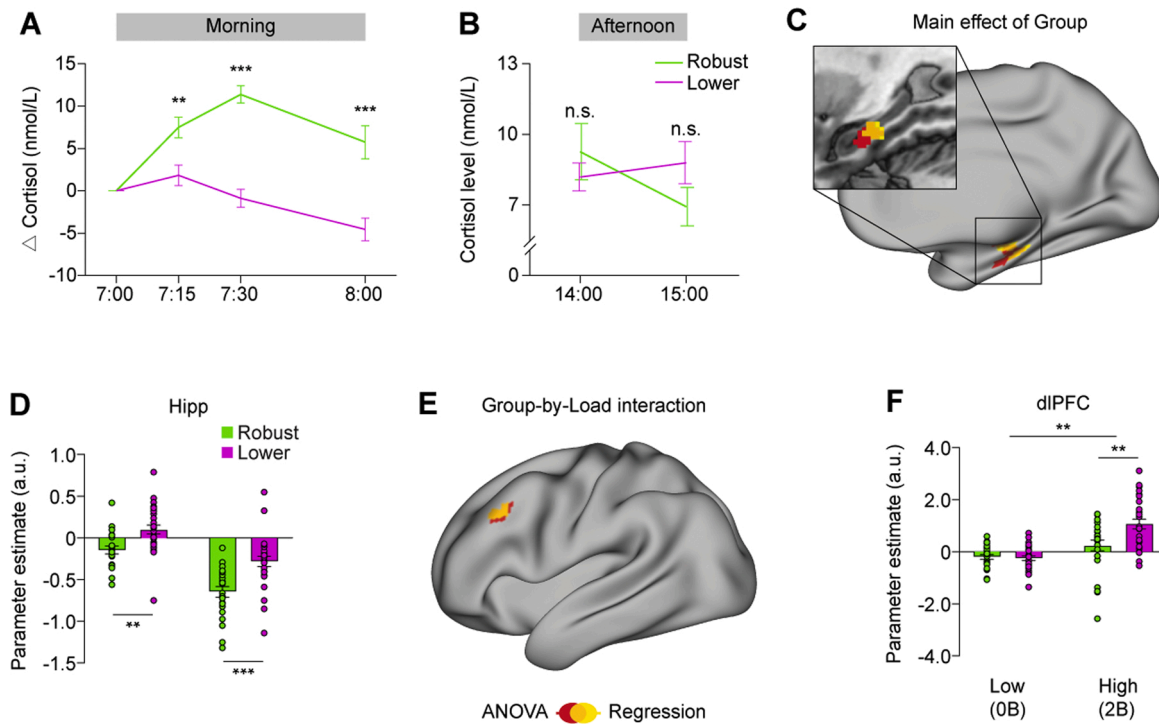 A
Morning
△ Cortisol (nmol/L)
15
10
5
0
-5
-10
**
***
***
7:00 7:15 7:30 8:00
B
Afternoon
Robust
Lower
Cortisol level (nmol/L)
13
10
7
0
n.s.
n.s.
14:00 15:00
C
Main effect of Group
D
Hipp
Robust
Lower
Parameter estimate (a.u.)
1.0
0.5
0
-0.5
-1.0
-1.5
**
***
E
Group-by-Load interaction
ANOVA Regression
F
dlPFC
Parameter estimate (a.u.)
4.0
2.0
0
-2.0
-4.0
**
**
Low High
(0B) (2B)